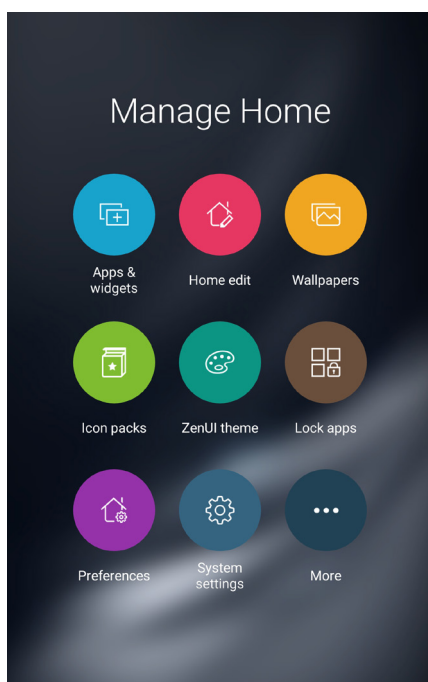 Manage Home
Apps &
widgets
Home edit
Wallpapers
Icon packs
ZenUI theme
Lock apps
Preferences
System
settings
More